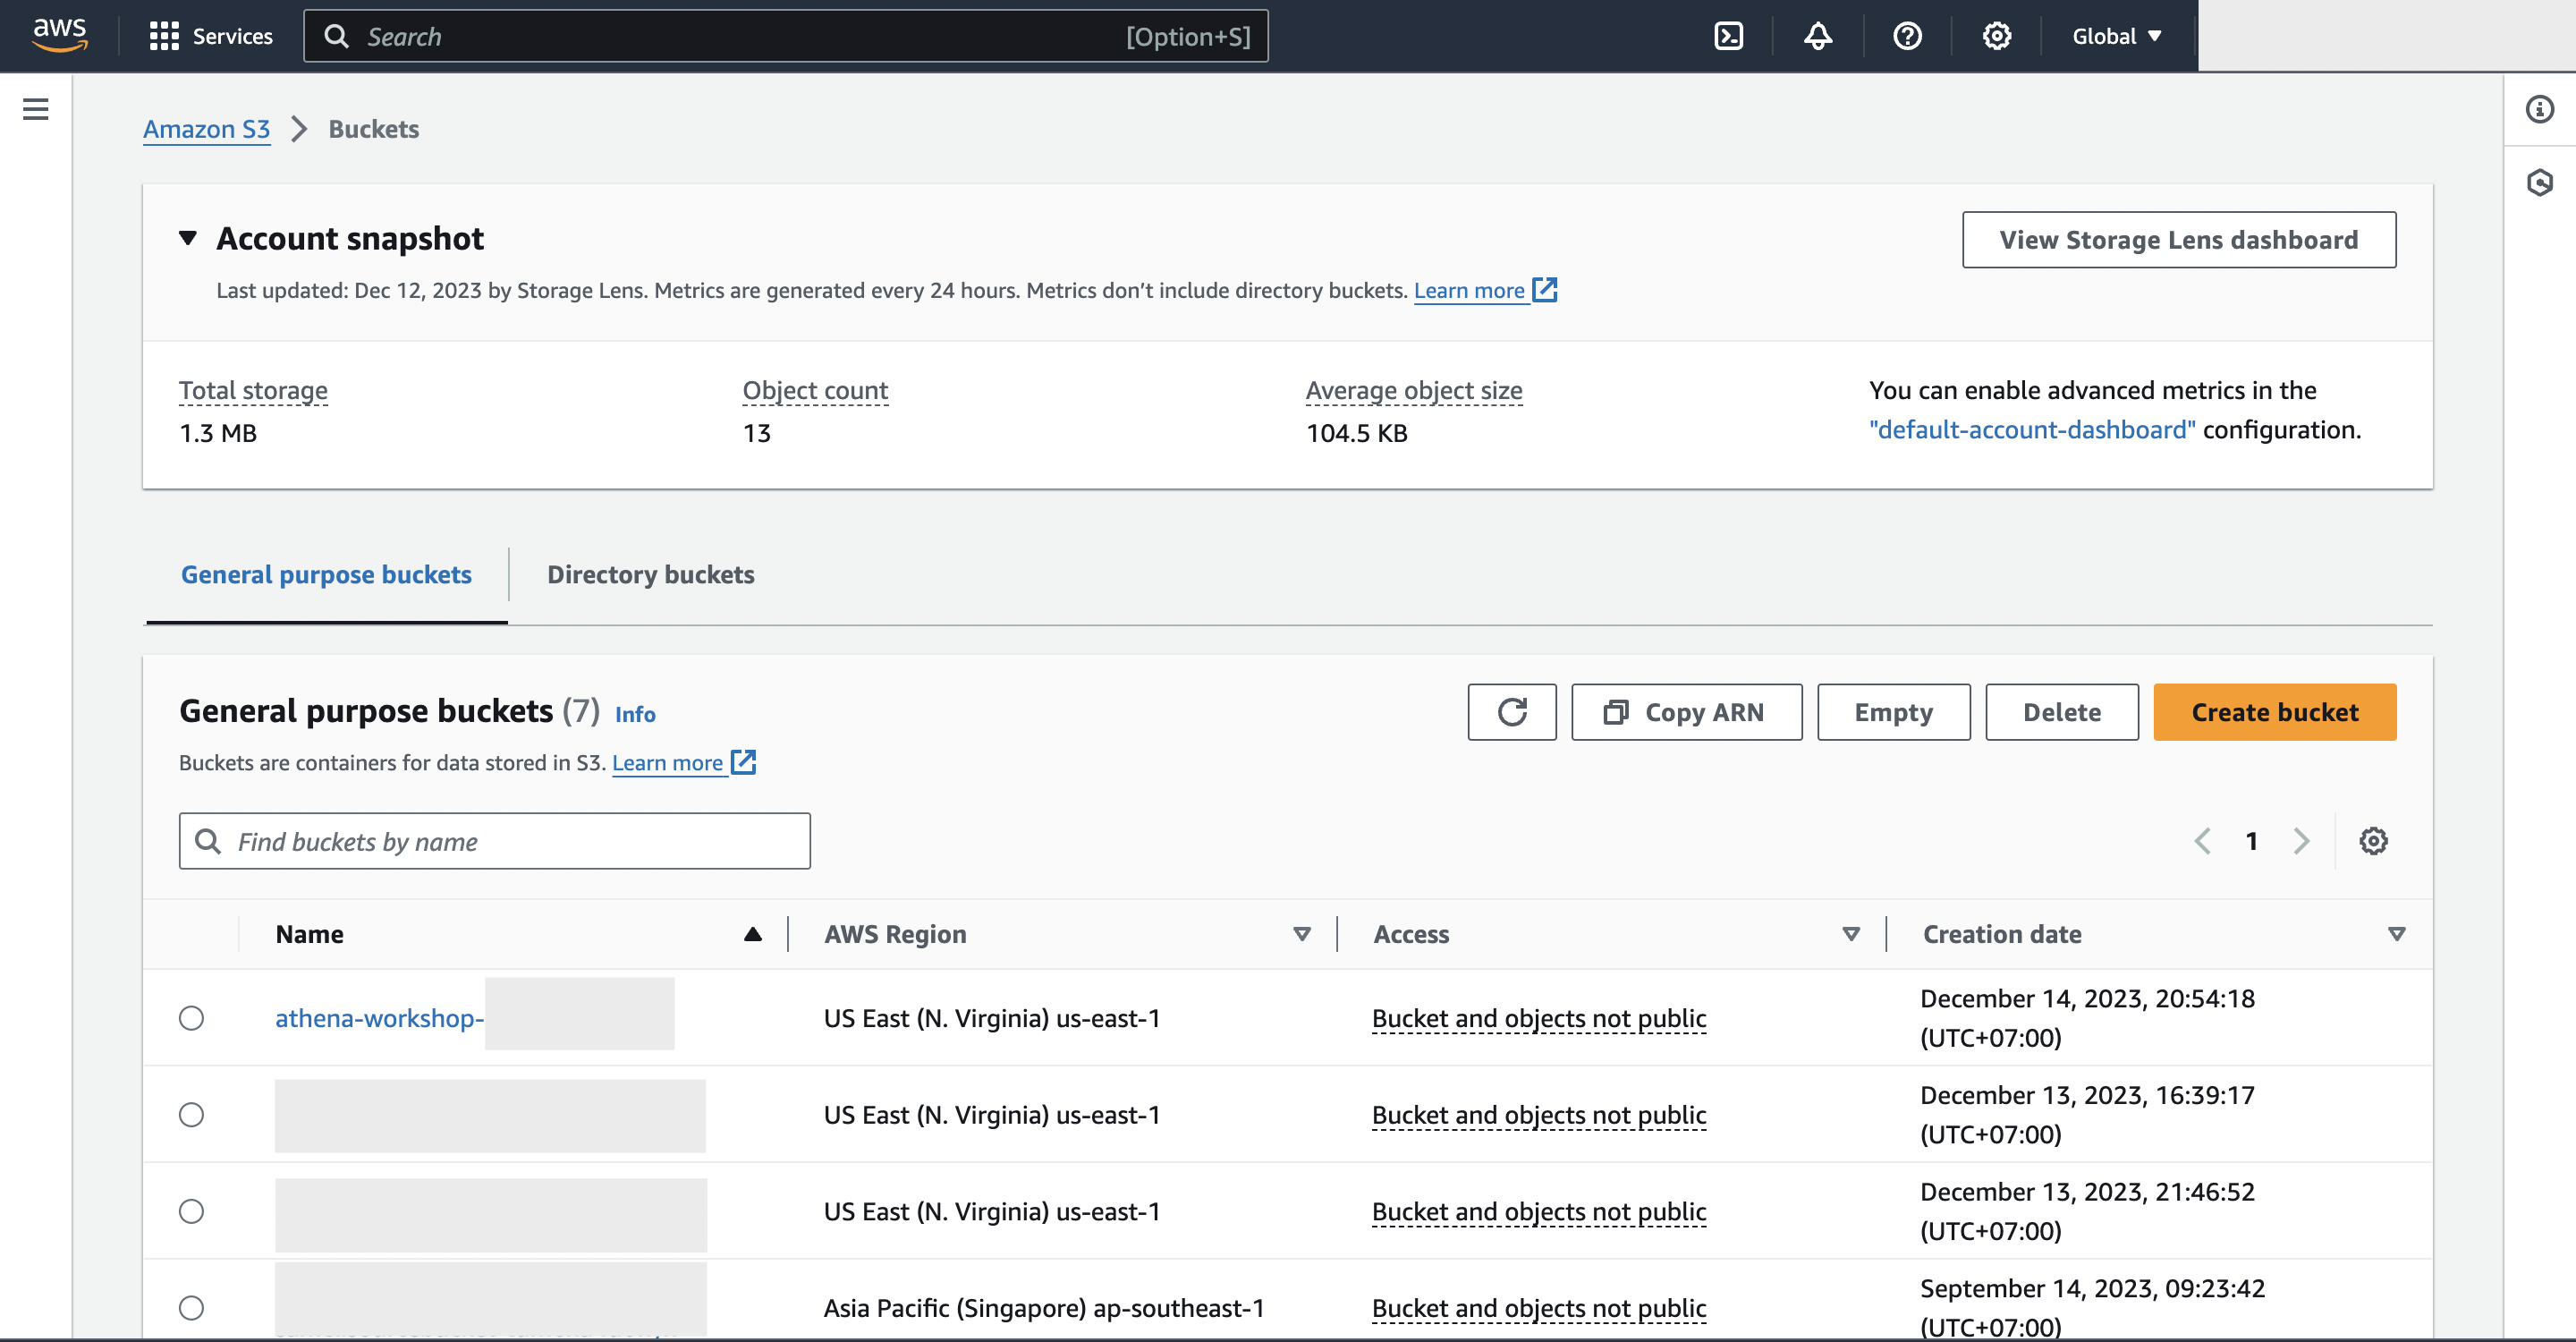 aws
Services
Search [Option+S]
Global
Amazon S3 > Buckets
Account snapshot
View Storage Lens dashboard
Last updated: Dec 12, 2023 by Storage Lens. Metrics are generated every 24 hours. Metrics don’t include directory buckets. Learn more
Total storage
1.3 MB
Object count
13
Average object size
104.5 KB
You can enable advanced metrics in the
"default-account-dashboard" configuration.
General purpose buckets
Directory buckets
General purpose buckets (7) Info
Copy ARN
Empty
Delete
Create bucket
Buckets are containers for data stored in S3. Learn more
Find buckets by name
1
Name AWS Region Access Creation date
athena-workshop- US East (N. Virginia) us-east-1 Bucket and objects not public December 14, 2023, 20:54:18
(UTC+07:00)
US East (N. Virginia) us-east-1 Bucket and objects not public December 13, 2023, 16:39:17
(UTC+07:00)
US East (N. Virginia) us-east-1 Bucket and objects not public December 13, 2023, 21:46:52
(UTC+07:00)
Asia Pacific (Singapore) ap-southeast-1 Bucket and objects not public September 14, 2023, 09:23:42
(UTC+07:00)